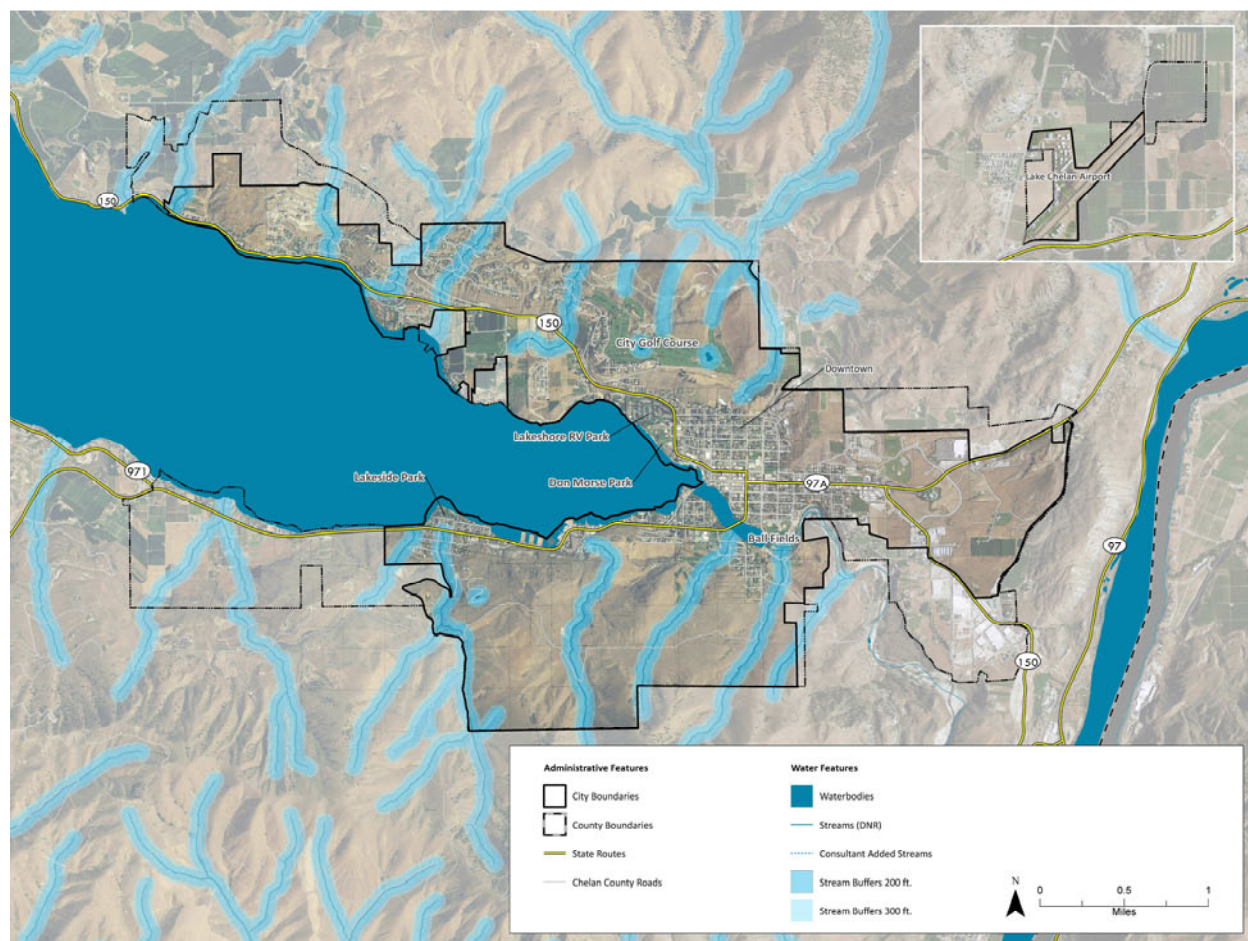 Lake Chelan Airport
150
150
City Golf Course
Downtown
Lakeshore RV Park
971
Lakeside Park
Don Morse Park
97A
Ball Fields
97
150
Administrative Features
City Boundaries
County Boundaries
State Routes
Chelan County Roads
Water Features
Waterbodies
Streams (DNR)
Consultant Added Streams
Stream Buffers 200 ft.
Stream Buffers 300 ft.
N
0 0.5 1
Miles